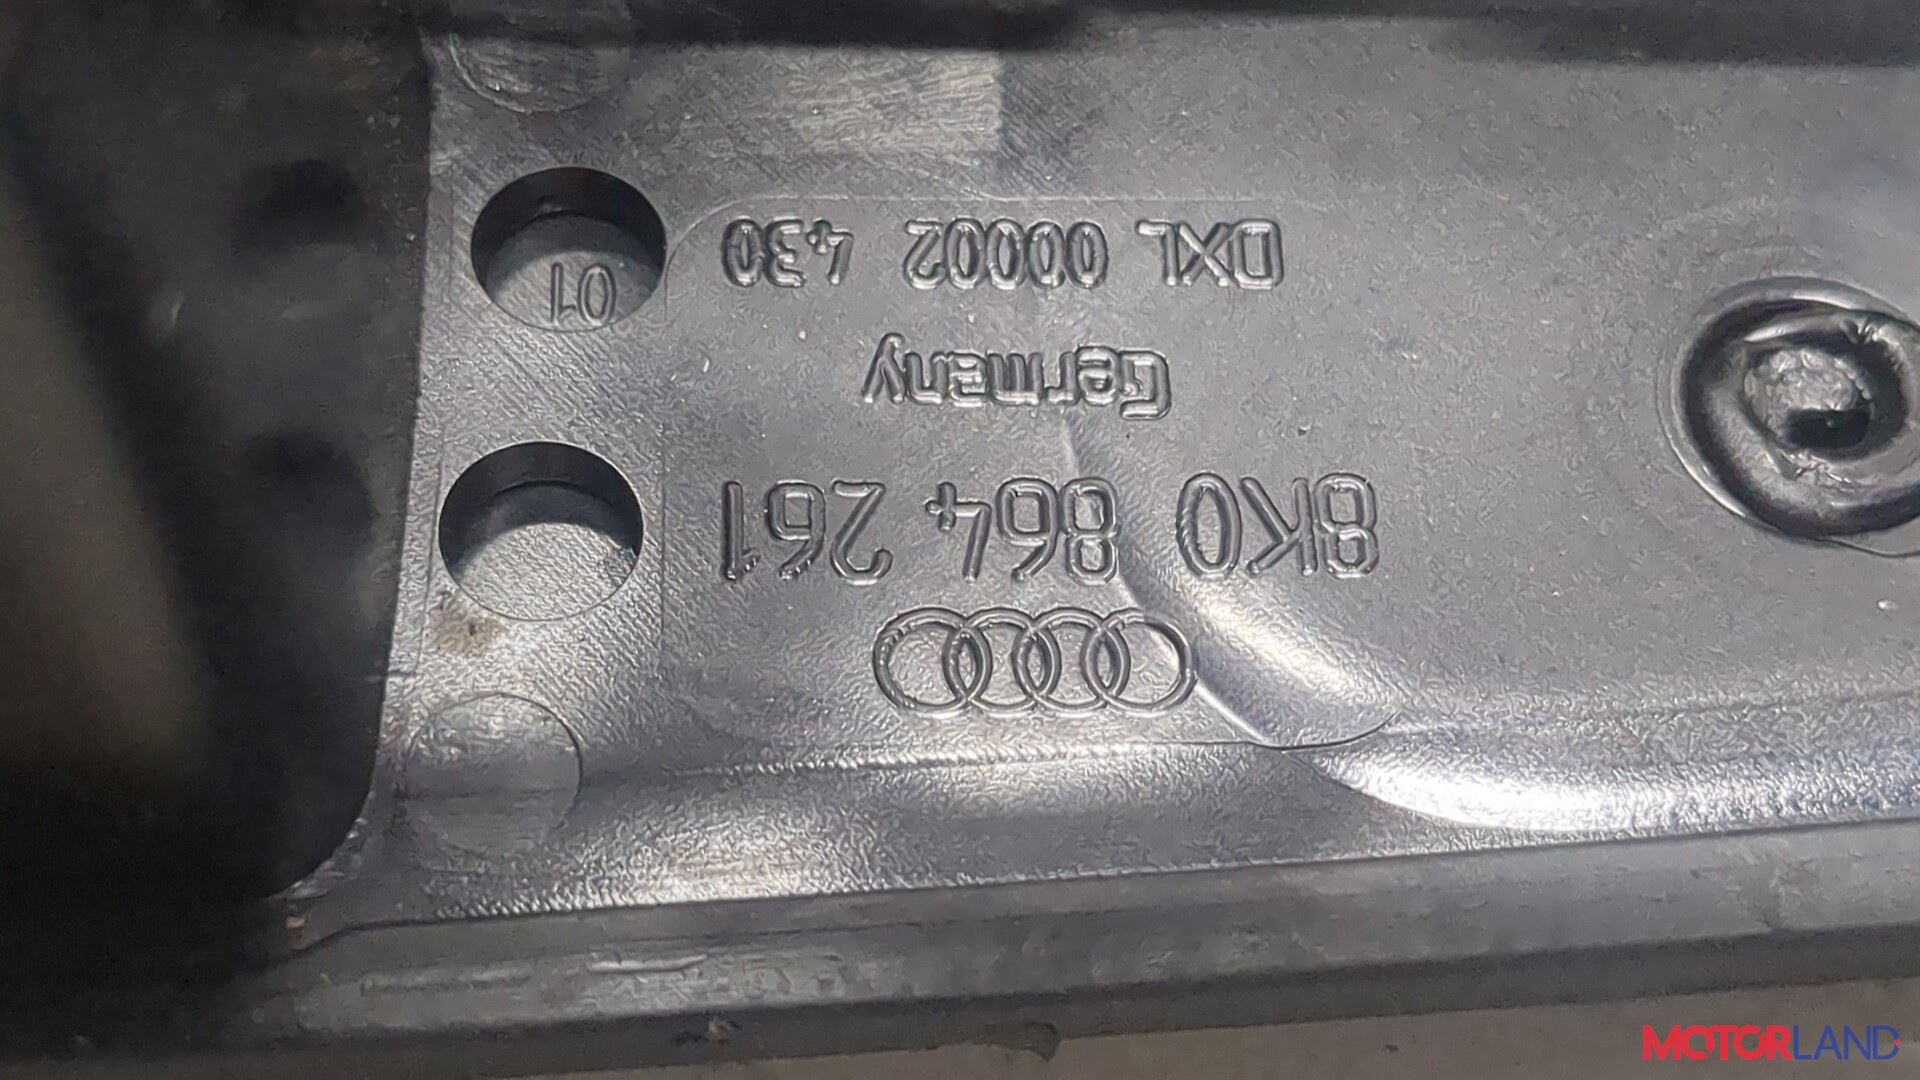 8K0 864 261
Germany
DXL 00002 430
01
MOTORLAND